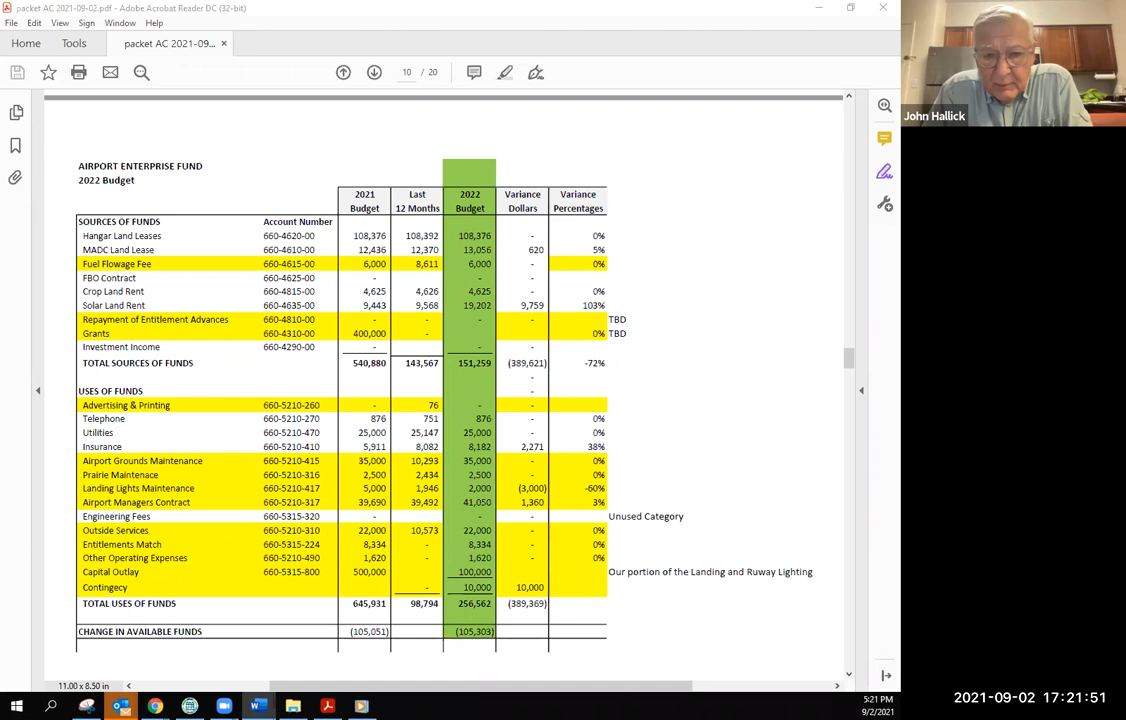 packet AC 2021-09-02.pdf - Adobe Acrobat Reader DC (32-bit)
File Edit View Sign Window Help
Home Tools packet AC 2021-09... ×
10 / 20
John Hallick
AIRPORT ENTERPRISE FUND
2022 Budget
2021 Last 2022 Variance Variance
Budget 12 Months Budget Dollars Percentages
SOURCES OF FUNDS Account Number
Hangar Land Leases 660-4620-00 108,376 108,392 108,376 - 0%
MADC Land Lease 660-4610-00 12,436 12,370 13,056 620 5%
Fuel Flowage Fee 660-4615-00 6,000 8,611 6,000 - 0%
FBO Contract 660-4625-00 - - -
Crop Land Rent 660-4815-00 4,625 4,626 4,625 - 0%
Solar Land Rent 660-4635-00 9,443 9,568 19,202 9,759 103%
Repayment of Entitlement Advances 660-4810-00 - - - - TBD
Grants 660-4310-00 400,000 - 0% TBD
Investment Income 660-4290-00 - -
TOTAL SOURCES OF FUNDS 540,880 143,567 151,259 (389,621) -72%
-
USES OF FUNDS -
Advertising & Printing 660-5210-260 - 76 - -
Telephone 660-5210-270 876 751 876 - 0%
Utilities 660-5210-470 25,000 25,147 25,000 - 0%
Insurance 660-5210-410 5,911 8,082 8,182 2,271 38%
Airport Grounds Maintenance 660-5210-415 35,000 10,293 35,000 - 0%
Prairie Maintenace 660-5210-316 2,500 2,434 2,500 - 0%
Landing Lights Maintenance 660-5210-417 5,000 1,946 2,000 (3,000) -60%
Airport Managers Contract 660-5210-317 39,690 39,492 41,050 1,360 3%
Engineering Fees 660-5315-320 - - - Unused Category
Outside Services 660-5210-310 22,000 10,573 22,000 - 0%
Entitlements Match 660-5315-224 8,334 - 8,334 - 0%
Other Operating Expenses 660-5210-490 1,620 - 1,620 - 0%
Capital Outlay 660-5315-800 500,000 100,000 Our portion of the Landing and Ruway Lighting
Contingecy - 10,000 10,000
TOTAL USES OF FUNDS 645,931 98,794 256,562 (389,369)
CHANGE IN AVAILABLE FUNDS (105,051) (105,303)
11.00 x 8.50 in
5:21 PM
9/2/2021
2021-09-02 17:21:51